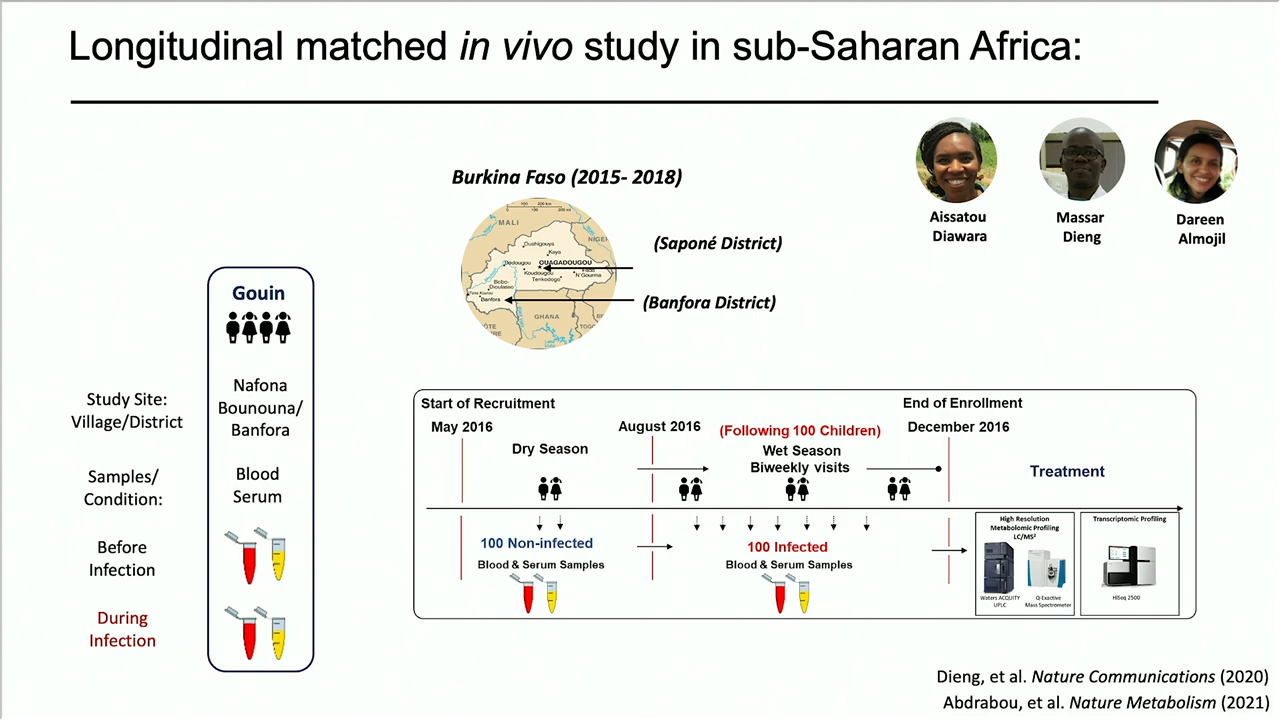 Longitudinal matched in vivo study in sub-Saharan Africa:
Burkina Faso (2015- 2018)
MALI
NIGER
Ouahigouya
Kaya
Dedougou
OUAGADOUGOU
Koudougou
Fada
N'Gourma
Tenkodogo
Bobo-
Dioulasso
Banfora
GHANA
(Saponé District)
(Banfora District)
Aissatou
Diawara
Massar
Dieng
Dareen
Almojil
Gouin
Study Site:
Village/District
Nafona
Bounouna/
Banfora
Samples/
Condition:
Blood
Serum
Before
Infection
During
Infection
Start of Recruitment
May 2016
Dry Season
100 Non-infected
Blood & Serum Samples
August 2016
(Following 100 Children)
Wet Season
Biweekly visits
100 Infected
Blood & Serum Samples
End of Enrollment
December 2016
Treatment
High Resolution
Metabolomic Profiling
LC/MS²
Waters ACQUITY
UPLC
Q-Exactive
Mass Spectrometer
Transcriptomic Profiling
HiSeq 2500
Dieng, et al. Nature Communications (2020)
Abdrabou, et al. Nature Metabolism (2021)